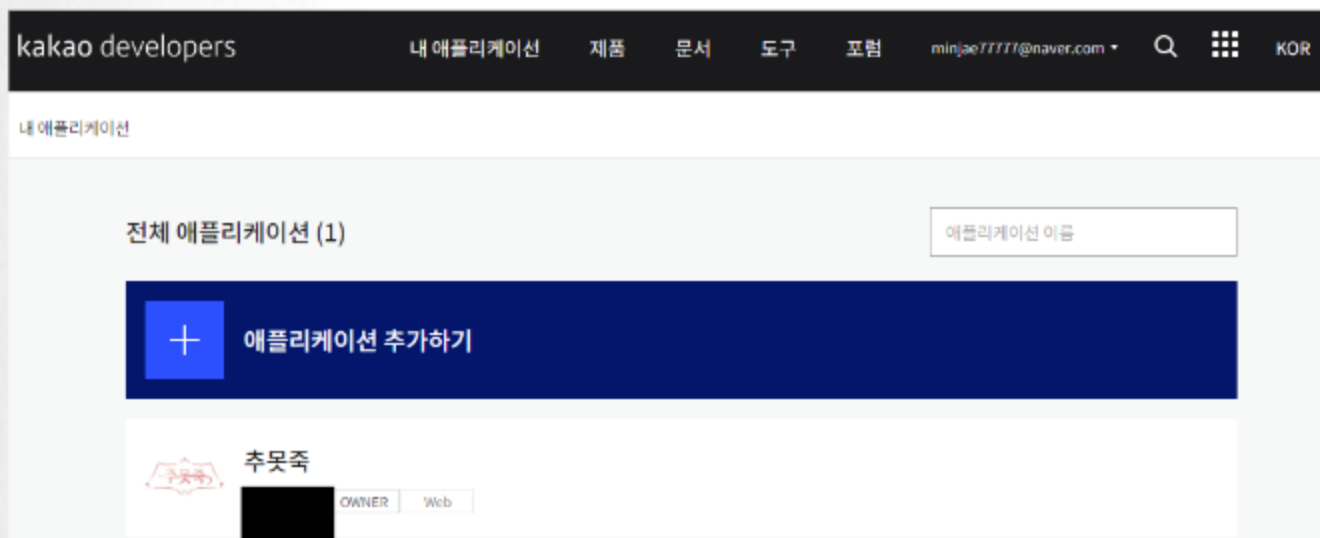 kakao developers 내 애플리케이션 제품 문서 도구 포럼 minjae77777@naver.com KOR
내 애플리케이션
전체 애플리케이션 (1) 애플리케이션 이름
애플리케이션 추가하기
추못죽
추못죽
OWNER Web